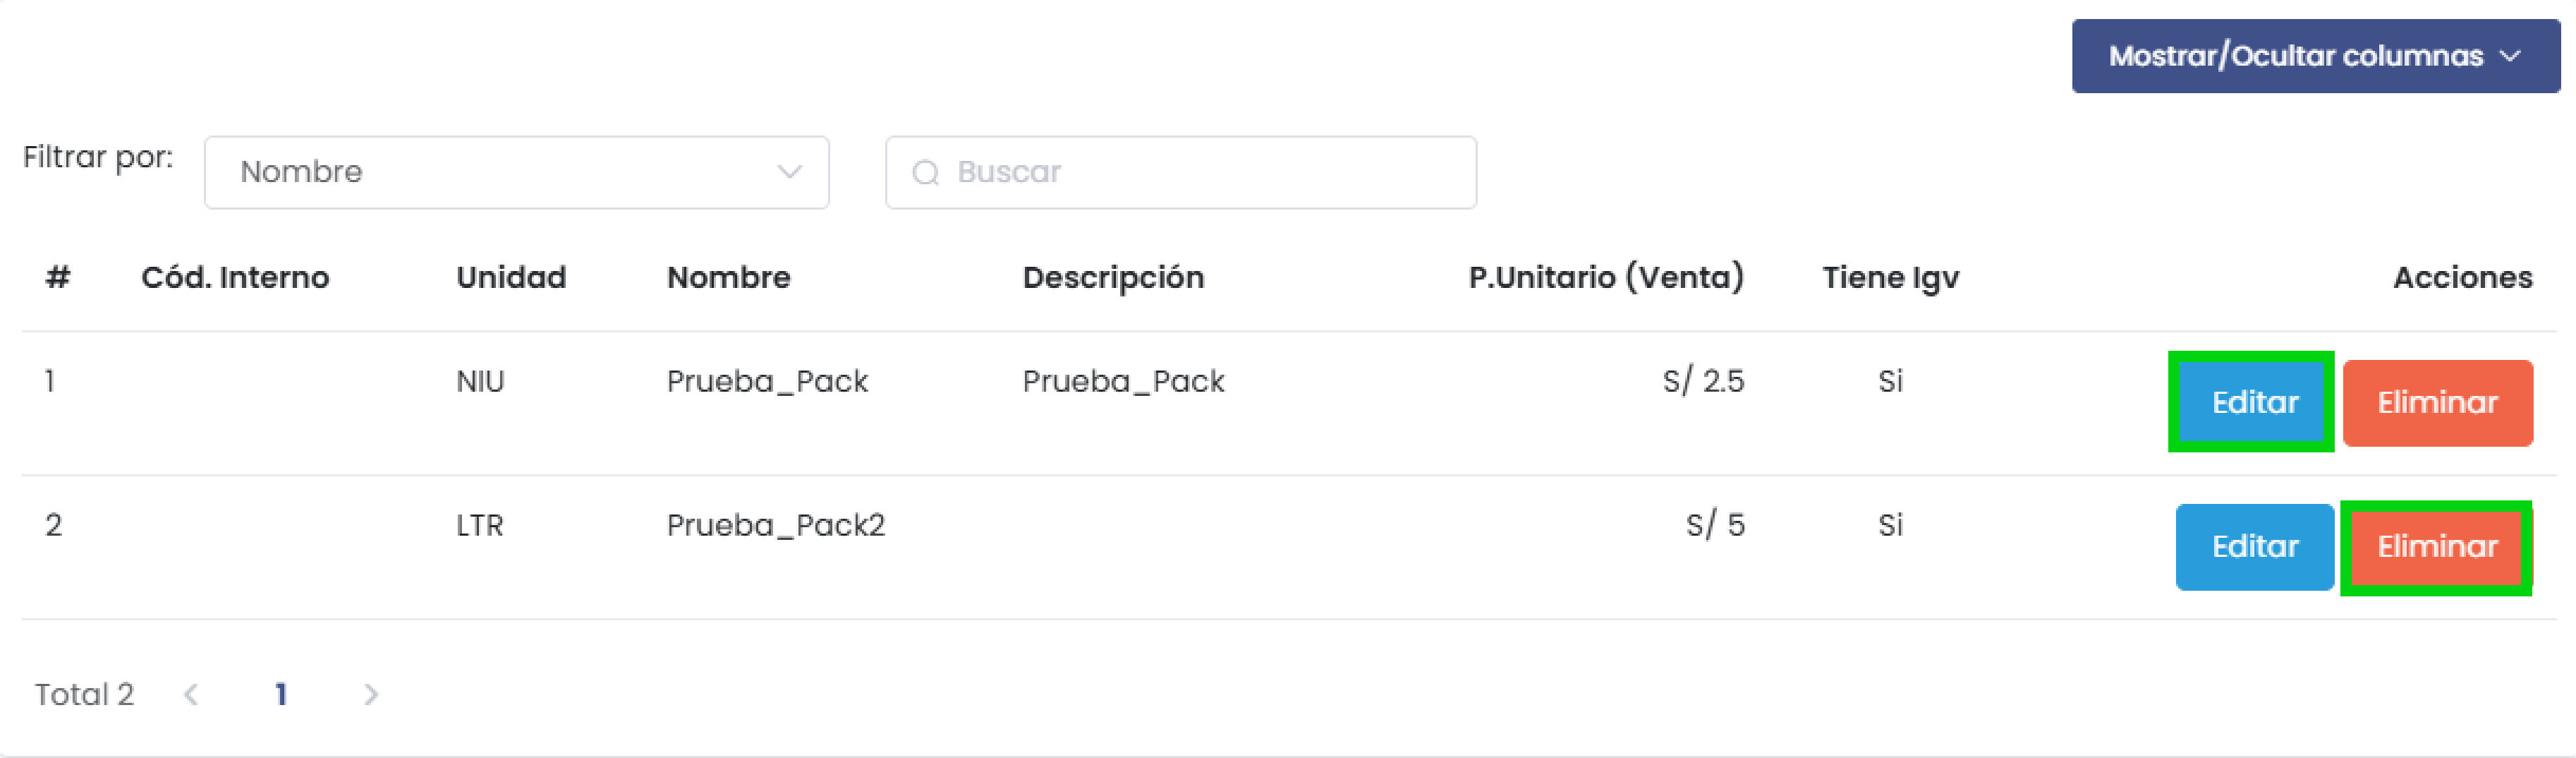 Mostrar/Ocultar columnas
Filtrar por: Nombre Buscar
# Cód. Interno Unidad Nombre Descripción P.Unitario (Venta) Tiene Igv Acciones
1 NIU Prueba_Pack Prueba_Pack S/ 2.5 Si Editar Eliminar
2 LTR Prueba_Pack2 S/ 5 Si Editar Eliminar
Total 2 < 1 >